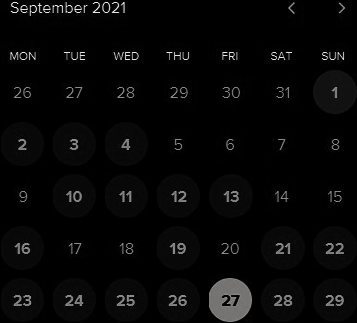 September 2021
MON TUE WED THU FRI SAT SUN
26 27 28 29 30 31 1
2 3 4 5 6 7 8
9 10 11 12 13 14 15
16 17 18 19 20 21 22
23 24 25 26 27 28 29